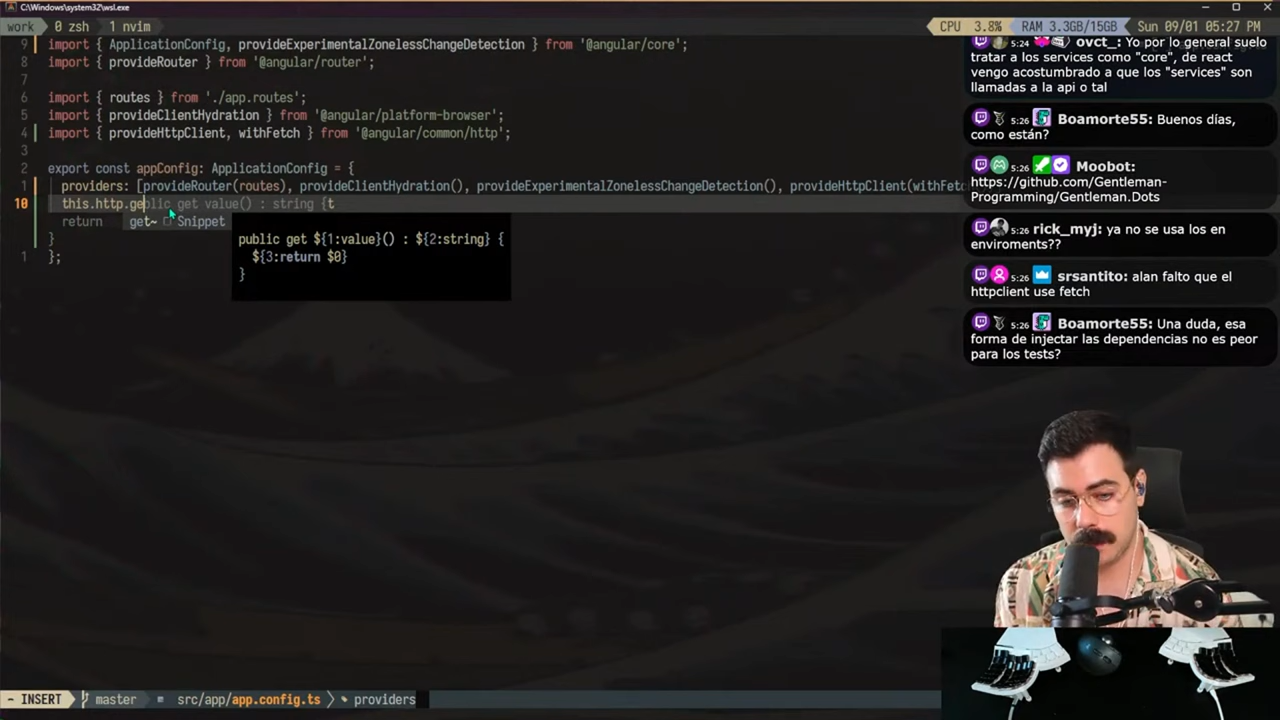 C:\Windows\system32\wsl.exe
work 0 zsh 1 nvim
CPU 3.8% RAM 3.3GB/15GB Sun 09/01 05:27 PM
9 import { ApplicationConfig, provideExperimentalZonelessChangeDetection } from '@angular/core';
8 import { provideRouter } from '@angular/router';
7
6 import { routes } from './app.routes';
5 import { provideClientHydration } from '@angular/platform-browser';
4 import { provideHttpClient, withFetch } from '@angular/common/http';
3
2 export const appConfig: ApplicationConfig = {
1 providers: [provideRouter(routes), provideClientHydration(), provideExperimentalZonelessChangeDetection(), provideHttpClient(withFetc
10 this.http.geblic get value() : string {t
return get~ Snippet
}
1 };
public get ${1:value}() : ${2:string} {
${3:return $0}
}
5:24 ovct_: Yo por lo general suelo
tratar a los services como "core", de react
vengo acostumbrado a que los "services" son
llamadas a la api o tal
5:26 Boamorte55: Buenos días,
como están?
5:26 Moobot:
https://github.com/Gentleman-
Programming/Gentleman.Dots
5:26 rick_myj: ya no se usa los en
enviroments??
5:26 srsantito: alan falto que el
httpclient use fetch
5:26 Boamorte55: Una duda, esa
forma de injectar las dependencias no es peor
para los tests?
- INSERT master src/app/app.config.ts > providers